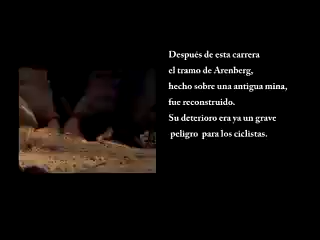 Después de esta carrera
el tramo de Arenberg,
hecho sobre una antigua mina,
fue reconstruido.
Su deterioro era ya un grave
peligro para los ciclistas.